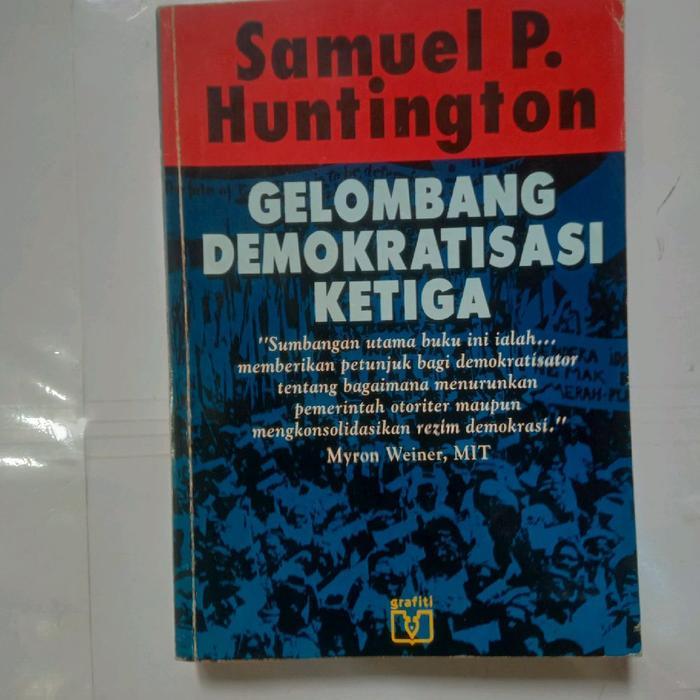 Samuel P.
Huntington
GELOMBANG
DEMOKRATISASI
KETIGA
"Sumbangan utama buku ini ialah...
memberikan petunjuk bagi demokratisator
tentang bagaimana menurunkan
pemerintah otoriter maupun
mengkonsolidasikan rezim demokrasi."
Myron Weiner, MIT
grafiti